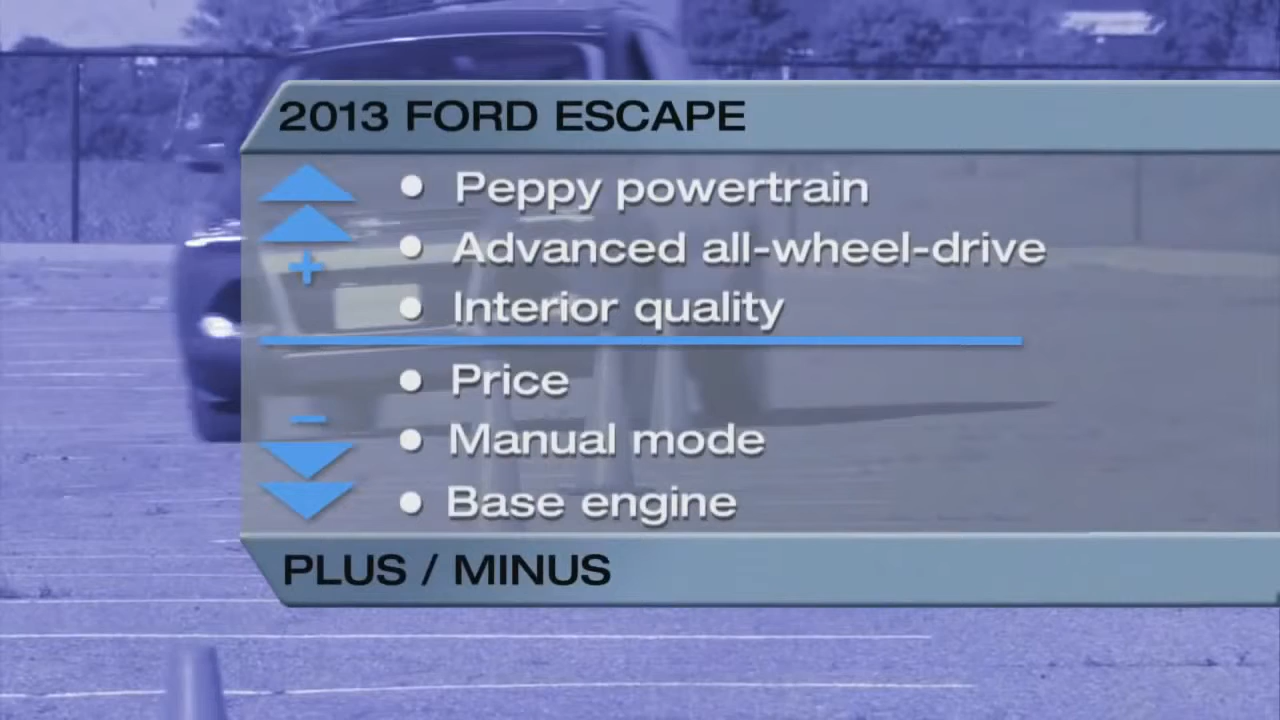 2013 FORD ESCAPE
• Peppy powertrain
• Advanced all-wheel-drive
+
• Interior quality
• Price
−
• Manual mode
• Base engine
PLUS / MINUS